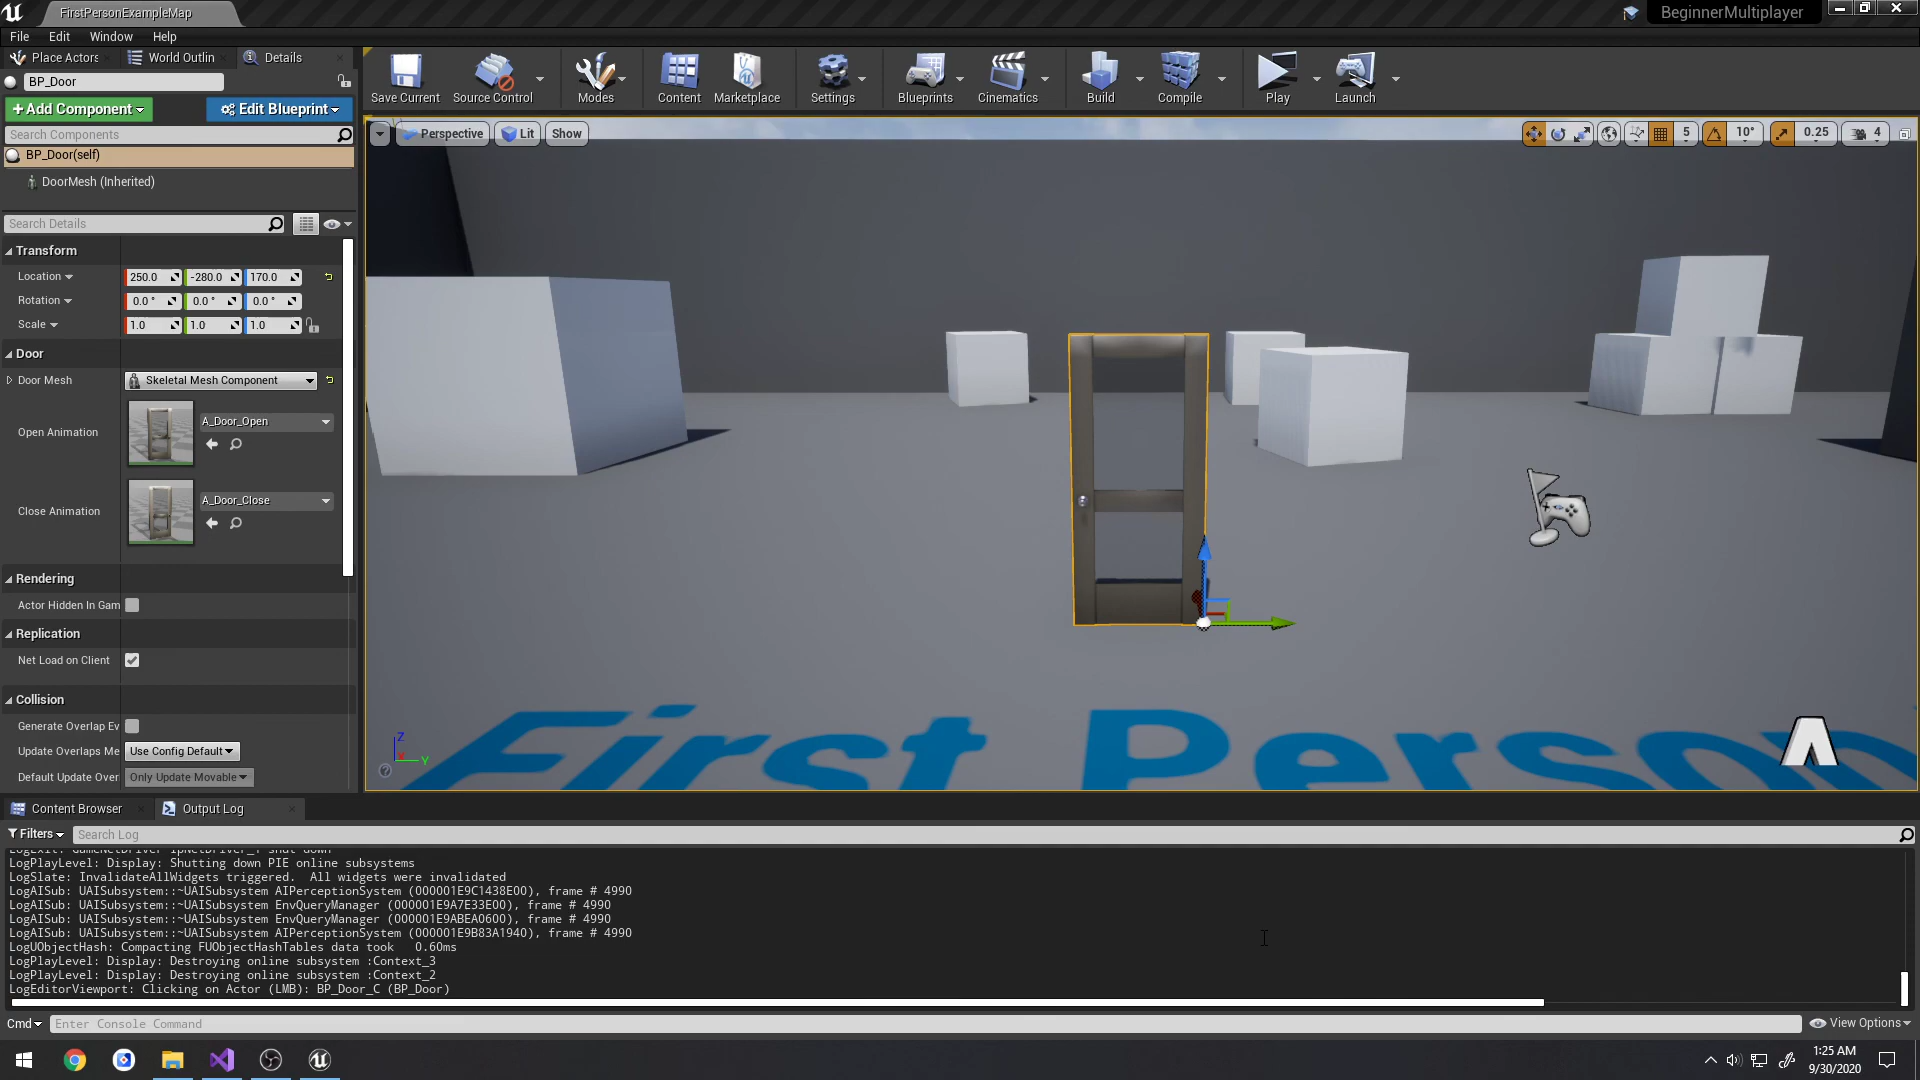 FirstPersonExampleMap
BeginnerMultiplayer
File Edit Window Help
Place Actors World Outlin Details
BP_Door
+Add Component Edit Blueprint
Search Components
BP_Door(self)
DoorMesh (Inherited)
Search Details
Transform
Location 250.0 -280.0 170.0
Rotation 0.0° 0.0° 0.0°
Scale 1.0 1.0 1.0
Door
Door Mesh Skeletal Mesh Component
Open Animation A_Door_Open
Close Animation A_Door_Close
Rendering
Actor Hidden In Gam
Replication
Net Load on Client
Collision
Generate Overlap Ev
Update Overlaps Me Use Config Default
Default Update Over Only Update Movable
Save Current Source Control Modes Content Marketplace Settings Blueprints Cinematics Build Compile Play Launch
Perspective Lit Show
5 10° 0.25 4
First Person
Z
Y
Content Browser Output Log
Filters Search Log
LogExit: GameNetDriver IpNetDriver_1 shut down
LogPlayLevel: Display: Shutting down PIE online subsystems
LogSlate: InvalidateAllWidgets triggered. All widgets were invalidated
LogAISub: UAISubsystem::~UAISubsystem AIPerceptionSystem (000001E9C1438E00), frame # 4990
LogAISub: UAISubsystem::~UAISubsystem EnvQueryManager (000001E9A7E33E00), frame # 4990
LogAISub: UAISubsystem::~UAISubsystem EnvQueryManager (000001E9ABEA0600), frame # 4990
LogAISub: UAISubsystem::~UAISubsystem AIPerceptionSystem (000001E9B83A1940), frame # 4990
LogUObjectHash: Compacting FUObjectHashTables data took 0.60ms
LogPlayLevel: Display: Destroying online subsystem :Context_3
LogPlayLevel: Display: Destroying online subsystem :Context_2
LogEditorViewport: Clicking on Actor (LMB): BP_Door_C (BP_Door)
Cmd Enter Console Command View Options
1:25 AM
9/30/2020